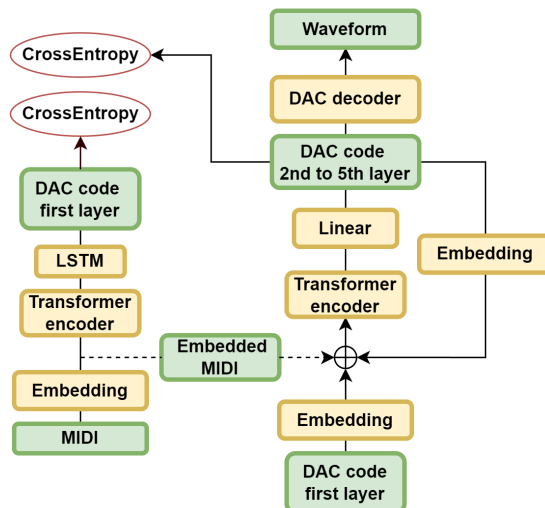 Waveform
CrossEntropy
DAC decoder
CrossEntropy
DAC code
2nd to 5th layer
DAC code
first layer
Linear
Embedding
LSTM
Transformer
encoder
Transformer
encoder
Embedded
MIDI
Embedding
Embedding
MIDI
DAC code
first layer